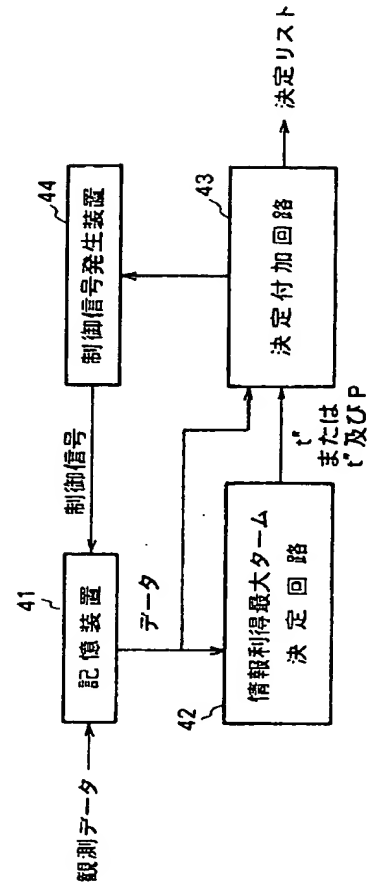 観測データ
41
記憶装置
制御信号
44
制御信号発生装置
データ
42
情報利得最大ターム
決定回路
t*
または
t*及びP
43
決定付加回路
決定リスト